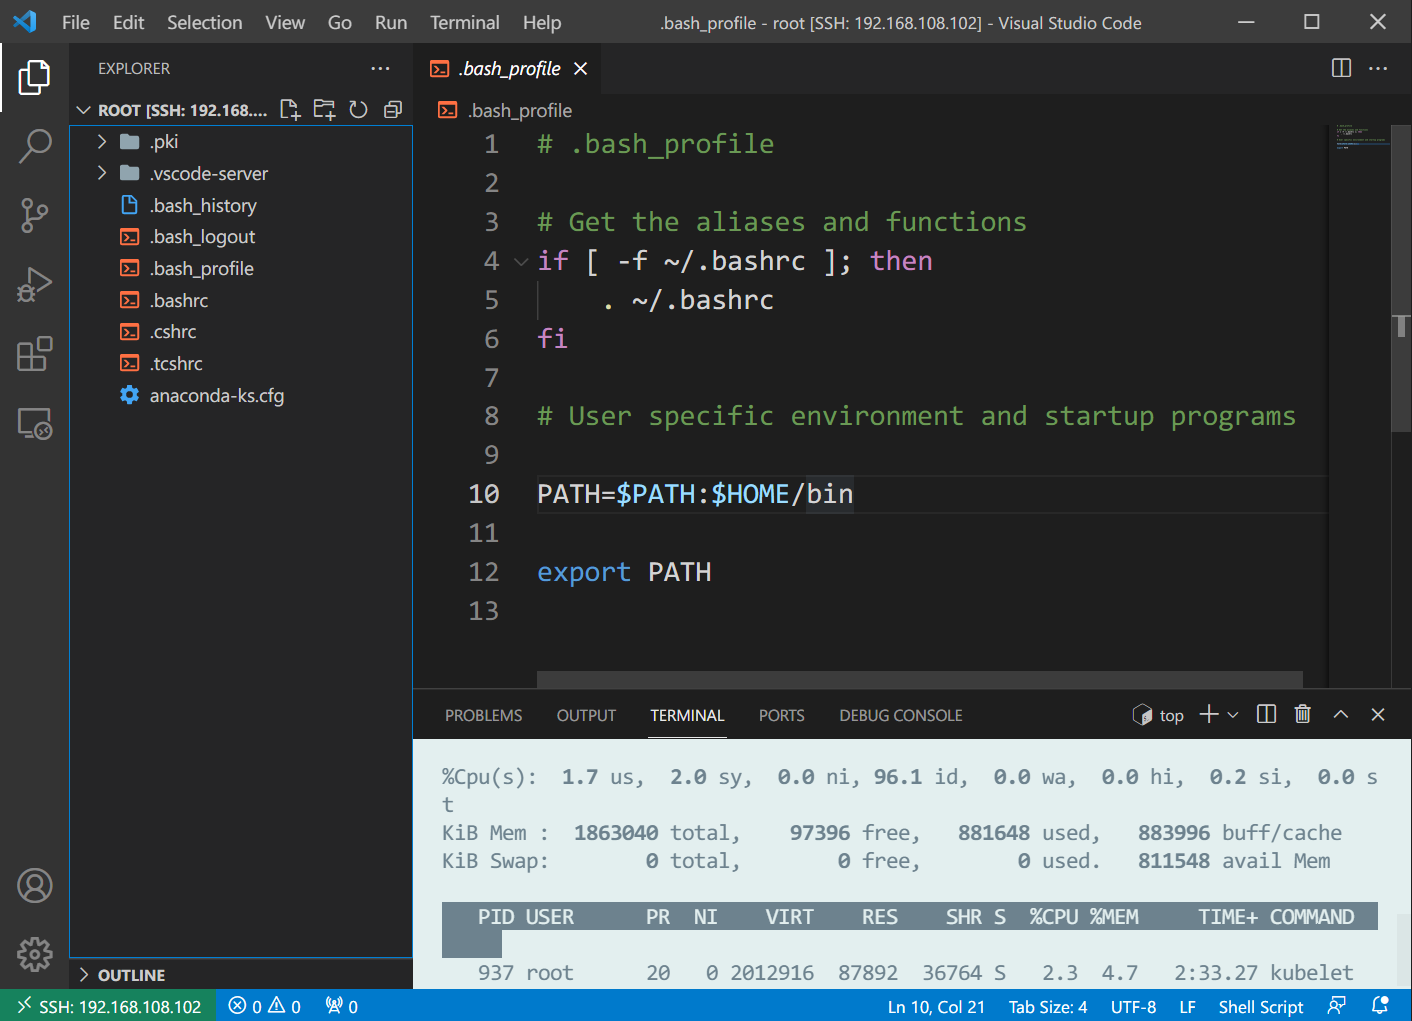 File Edit Selection View Go Run Terminal Help .bash_profile - root [SSH: 192.168.108.102] - Visual Studio Code
EXPLORER
ROOT [SSH: 192.168....
.pki
.vscode-server
.bash_history
.bash_logout
.bash_profile
.bashrc
.cshrc
.tcshrc
anaconda-ks.cfg
OUTLINE
.bash_profile
.bash_profile
1 # .bash_profile
2
3 # Get the aliases and functions
4 if [ -f ~/.bashrc ]; then
5 . ~/.bashrc
6 fi
7
8 # User specific environment and startup programs
9
10 PATH=$PATH:$HOME/bin
11
12 export PATH
13
PROBLEMS OUTPUT TERMINAL PORTS DEBUG CONSOLE top
%Cpu(s): 1.7 us, 2.0 sy, 0.0 ni, 96.1 id, 0.0 wa, 0.0 hi, 0.2 si, 0.0 s
t
KiB Mem : 1863040 total, 97396 free, 881648 used, 883996 buff/cache
KiB Swap: 0 total, 0 free, 0 used. 811548 avail Mem
PID USER PR NI VIRT RES SHR S %CPU %MEM TIME+ COMMAND
937 root 20 0 2012916 87892 36764 S 2.3 4.7 2:33.27 kubelet
SSH: 192.168.108.102 0 0 0 Ln 10, Col 21 Tab Size: 4 UTF-8 LF Shell Script